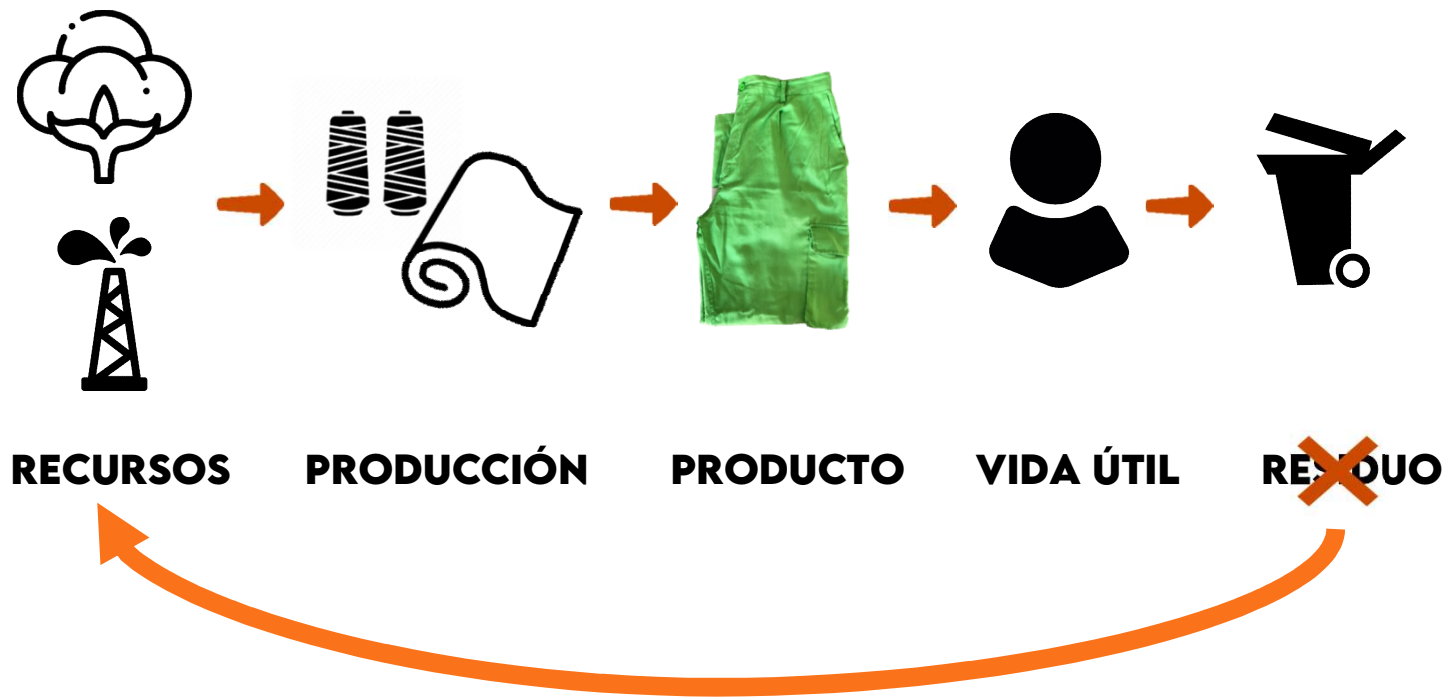 RECURSOS
PRODUCCIÓN
PRODUCTO
VIDA ÚTIL
RESIDUO